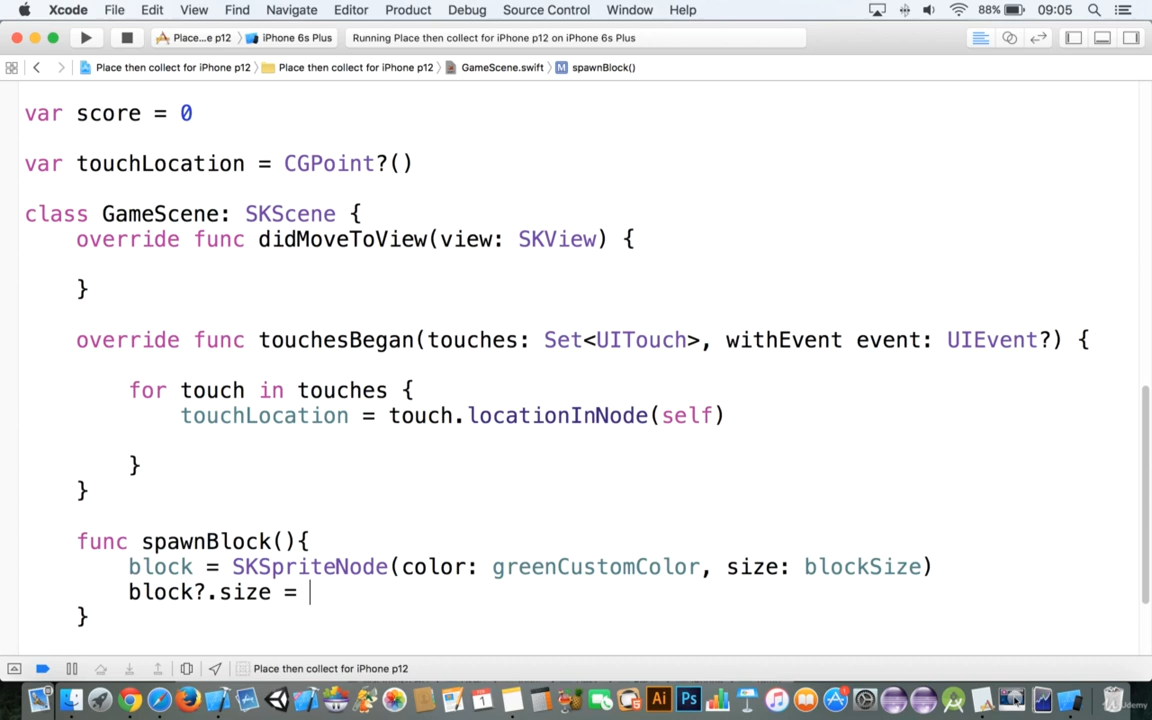 Xcode File Edit View Find Navigate Editor Product Debug Source Control Window Help 88% 09:05
Place...e p12 iPhone 6s Plus Running Place then collect for iPhone p12 on iPhone 6s Plus
Place then collect for iPhone p12 Place then collect for iPhone p12 GameScene.swift M spawnBlock()
var score = 0
var touchLocation = CGPoint?()
class GameScene: SKScene {
override func didMoveToView(view: SKView) {
}
override func touchesBegan(touches: Set<UITouch>, withEvent event: UIEvent?) {
for touch in touches {
touchLocation = touch.locationInNode(self)
}
}
func spawnBlock(){
block = SKSpriteNode(color: greenCustomColor, size: blockSize)
block?.size =
}
Place then collect for iPhone p12
Ai Ps
Udemy